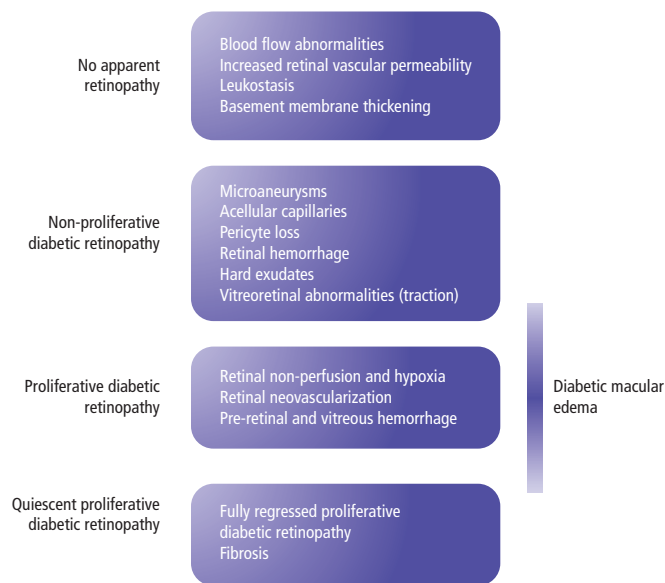 No apparent
retinopathy
Blood flow abnormalities
Increased retinal vascular permeability
Leukostasis
Basement membrane thickening
Non-proliferative
diabetic retinopathy
Microaneurysms
Acellular capillaries
Pericyte loss
Retinal hemorrhage
Hard exudates
Vitreoretinal abnormalities (traction)
Proliferative diabetic
retinopathy
Retinal non-perfusion and hypoxia
Retinal neovascularization
Pre-retinal and vitreous hemorrhage
Diabetic macular
edema
Quiescent proliferative
diabetic retinopathy
Fully regressed proliferative
diabetic retinopathy
Fibrosis